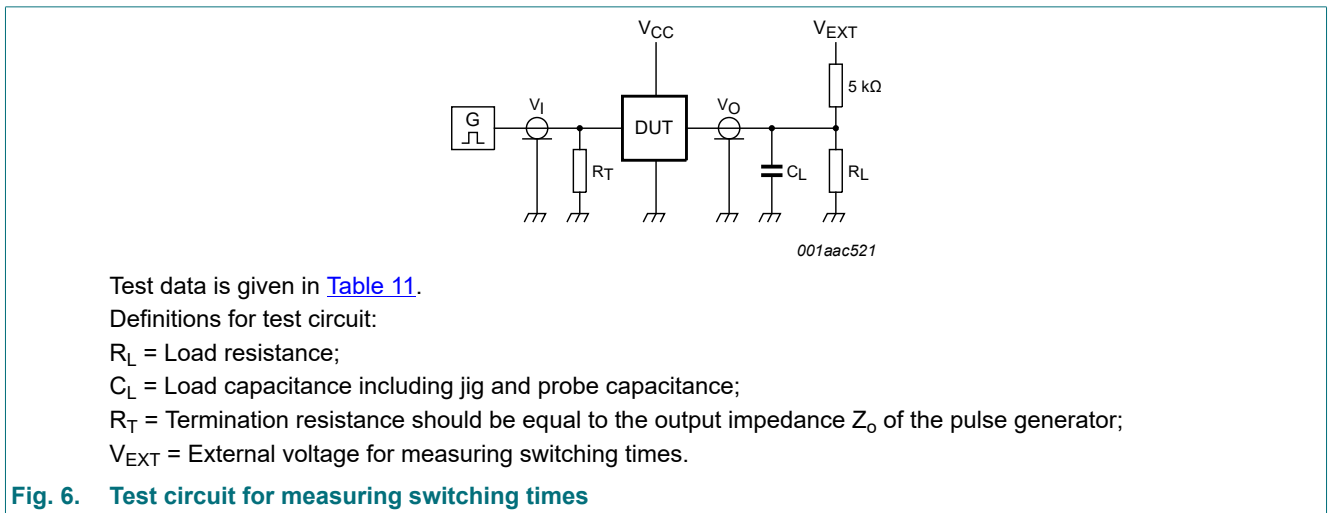 VCC
VEXT
5 kΩ
G
VI
VO
DUT
RT
CL
RL
001aac521
Test data is given in Table 11.
Definitions for test circuit:
RL = Load resistance;
CL = Load capacitance including jig and probe capacitance;
RT = Termination resistance should be equal to the output impedance Zo of the pulse generator;
VEXT = External voltage for measuring switching times.
Fig. 6. Test circuit for measuring switching times